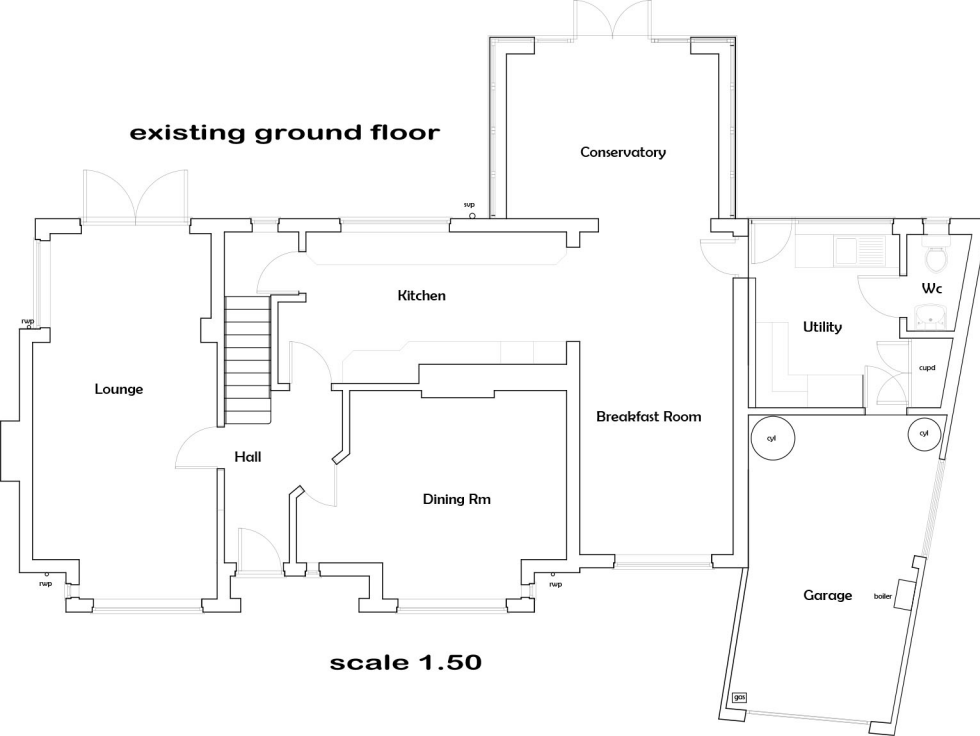 existing ground floor
Conservatory
svp
Kitchen
Wc
rwp
Utility
cupd
Lounge
Breakfast Room
cyl
cyl
Hall
Dining Rm
rwp
rwp
Garage
boiler
scale 1.50
gas